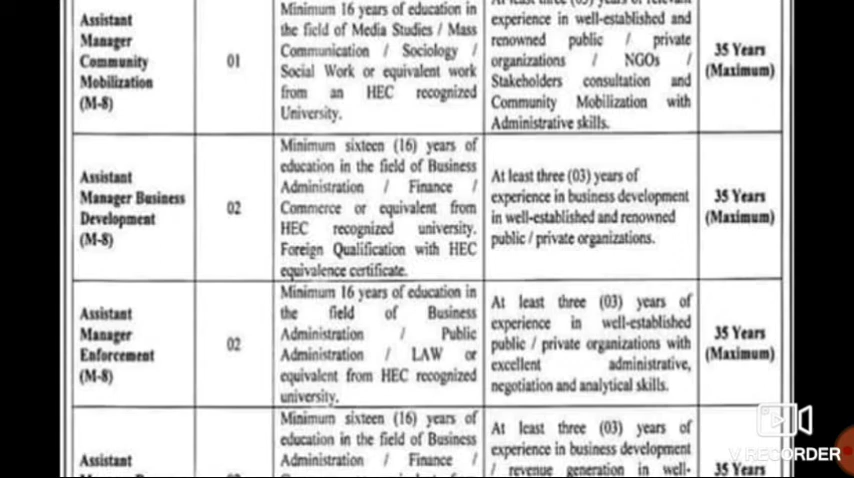 Assistant
Manager
Community
Mobilization
(M-8)
01
Minimum 16 years of education in
the field of Media Studies / Mass
Communication / Sociology /
Social Work or equivalent work
from an HEC recognized
University.
experience in well-established and
renowned public / private
organizations / NGOs /
Stakeholders consultation and
Community Mobilization with
Administrative skills.
35 Years
(Maximum)
Assistant
Manager Business
Development
(M-8)
02
Minimum sixteen (16) years of
education in the field of Business
Administration / Finance /
Commerce or equivalent from
HEC recognized university.
Foreign Qualification with HEC
equivalence certificate.
At least three (03) years of
experience in business development
in well-established and renowned
public / private organizations.
35 Years
(Maximum)
Assistant
Manager
Enforcement
(M-8)
02
Minimum 16 years of education in
the field of Business
Administration / Public
Administration / LAW or
equivalent from HEC recognized
university.
At least three (03) years of
experience in well-established
public / private organizations with
excellent administrative,
negotiation and analytical skills.
35 Years
(Maximum)
Assistant
Minimum sixteen (16) years of
education in the field of Business
Administration / Finance /
At least three (03) years of
experience in business development
/ revenue generation in well-
35 Years
V RECORDER